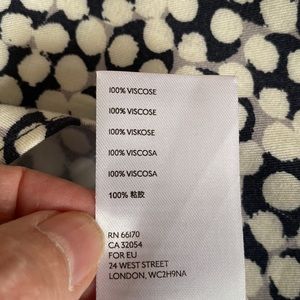 100% VISCOSE
100% VISCOSE
100% VISKOSE
100% VISCOSA
100% VISCOSA
100% 粘胶
RN 66170
CA 32054
FOR EU
24 WEST STREET
LONDON, WC2H9NA